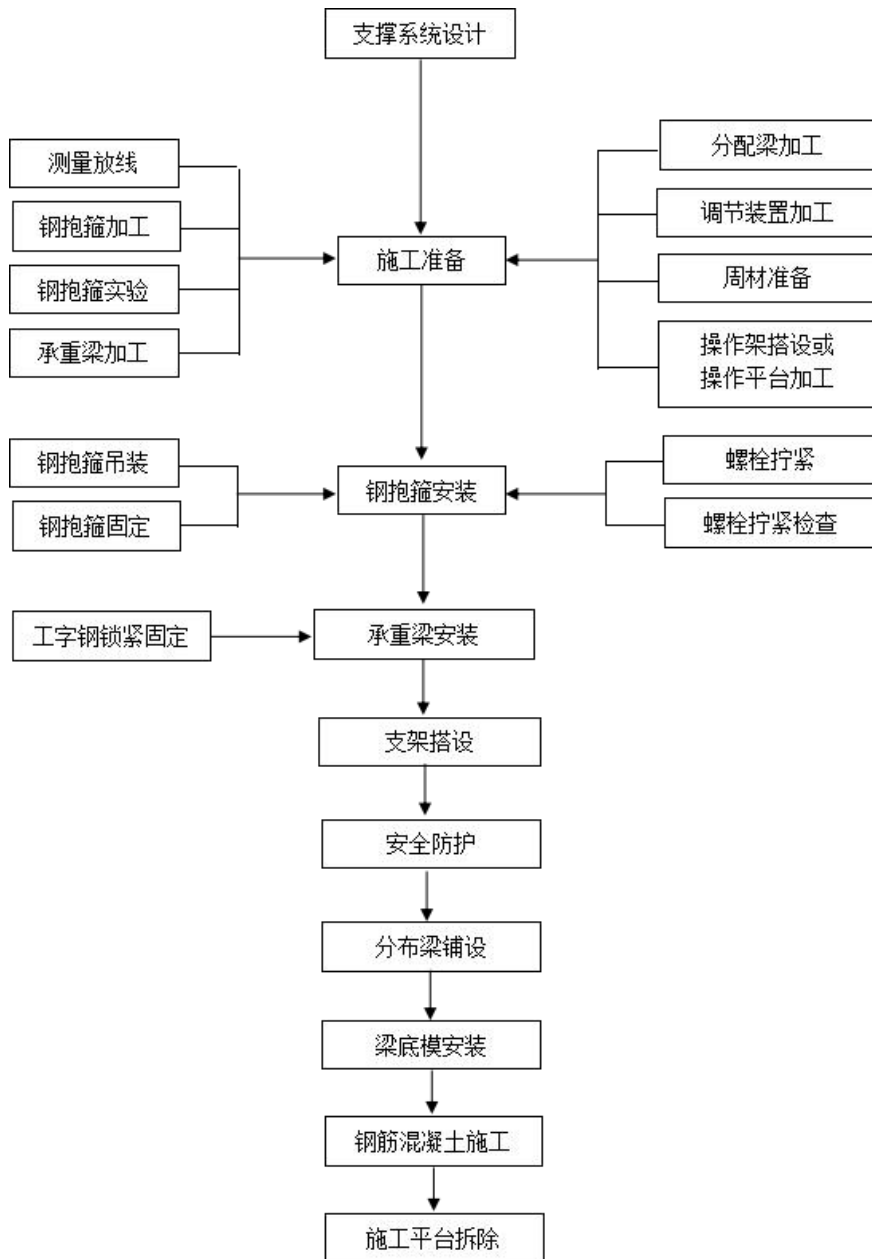 支撑系统设计
测量放线
钢抱箍加工
钢抱箍实验
承重梁加工
施工准备
分配梁加工
调节装置加工
周材准备
操作架搭设或
操作平台加工
钢抱箍吊装
钢抱箍固定
钢抱箍安装
螺栓拧紧
螺栓拧紧检查
工字钢锁紧固定
承重梁安装
支架搭设
安全防护
分布梁铺设
梁底模安装
钢筋混凝土施工
施工平台拆除